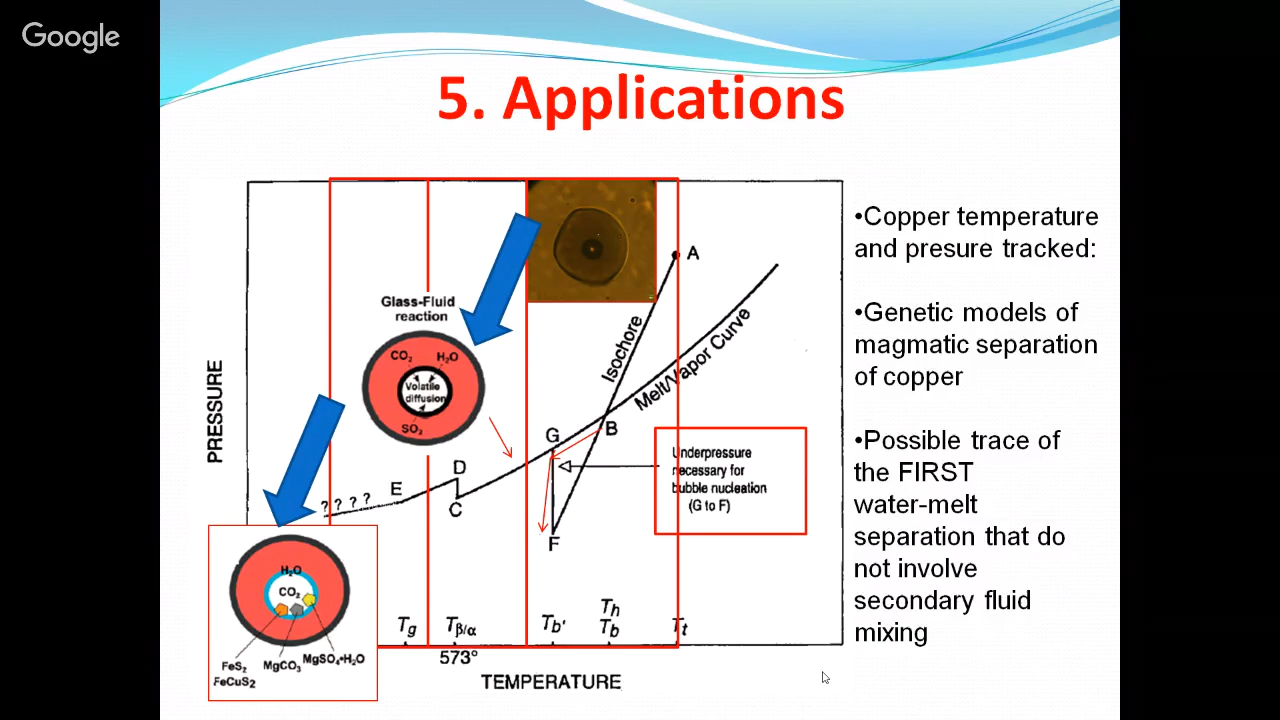 Google
5. Applications
•Copper temperature
and presure tracked:
•Genetic models of
magmatic separation
of copper
•Possible trace of
the FIRST
water-melt
separation that do
not involve
secondary fluid
mixing
Glass-Fluid
reaction
CO₂ H₂O
Volatile
diffusion
SO₂
A
Isochore
Melt/Vapor Curve
B
G
D
C
E
? ? ? ?
F
Underpressure
necessary for
bubble nucleation
(G to F)
PRESSURE
H₂O
CO₂
FeS₂
FeCuS₂
MgCO₃
MgSO₄•H₂O
Tg
Tβ/α
573°
Tb'
Th
Tb
Tt
TEMPERATURE